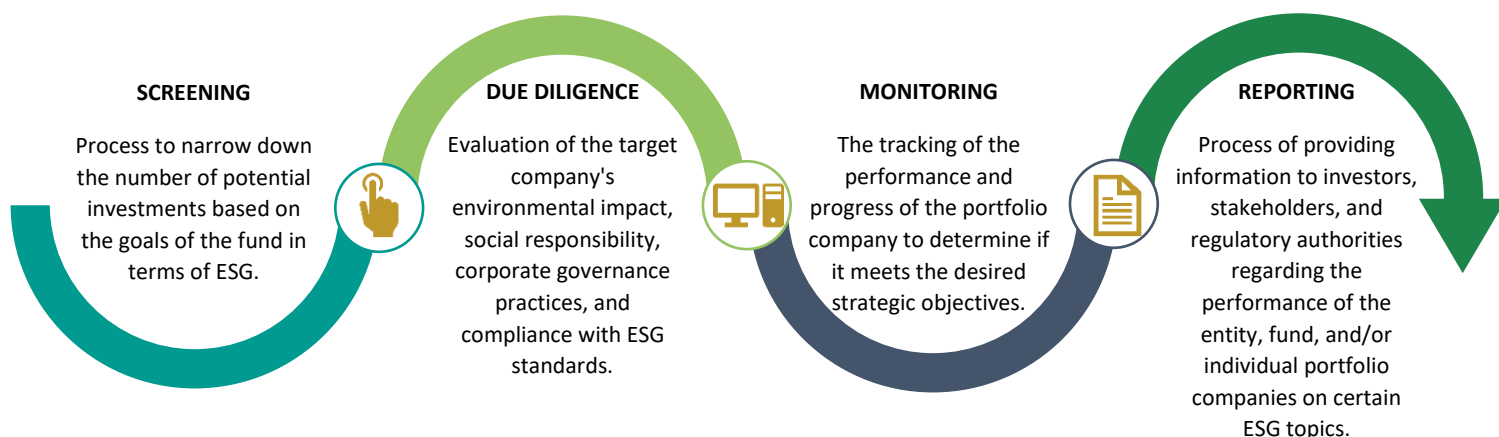 SCREENING
Process to narrow down
the number of potential
investments based on
the goals of the fund in
terms of ESG.
DUE DILIGENCE
Evaluation of the target
company's
environmental impact,
social responsibility,
corporate governance
practices, and
compliance with ESG
standards.
MONITORING
The tracking of the
performance and
progress of the portfolio
company to determine if
it meets the desired
strategic objectives.
REPORTING
Process of providing
information to investors,
stakeholders, and
regulatory authorities
regarding the
performance of the
entity, fund, and/or
individual portfolio
companies on certain
ESG topics.